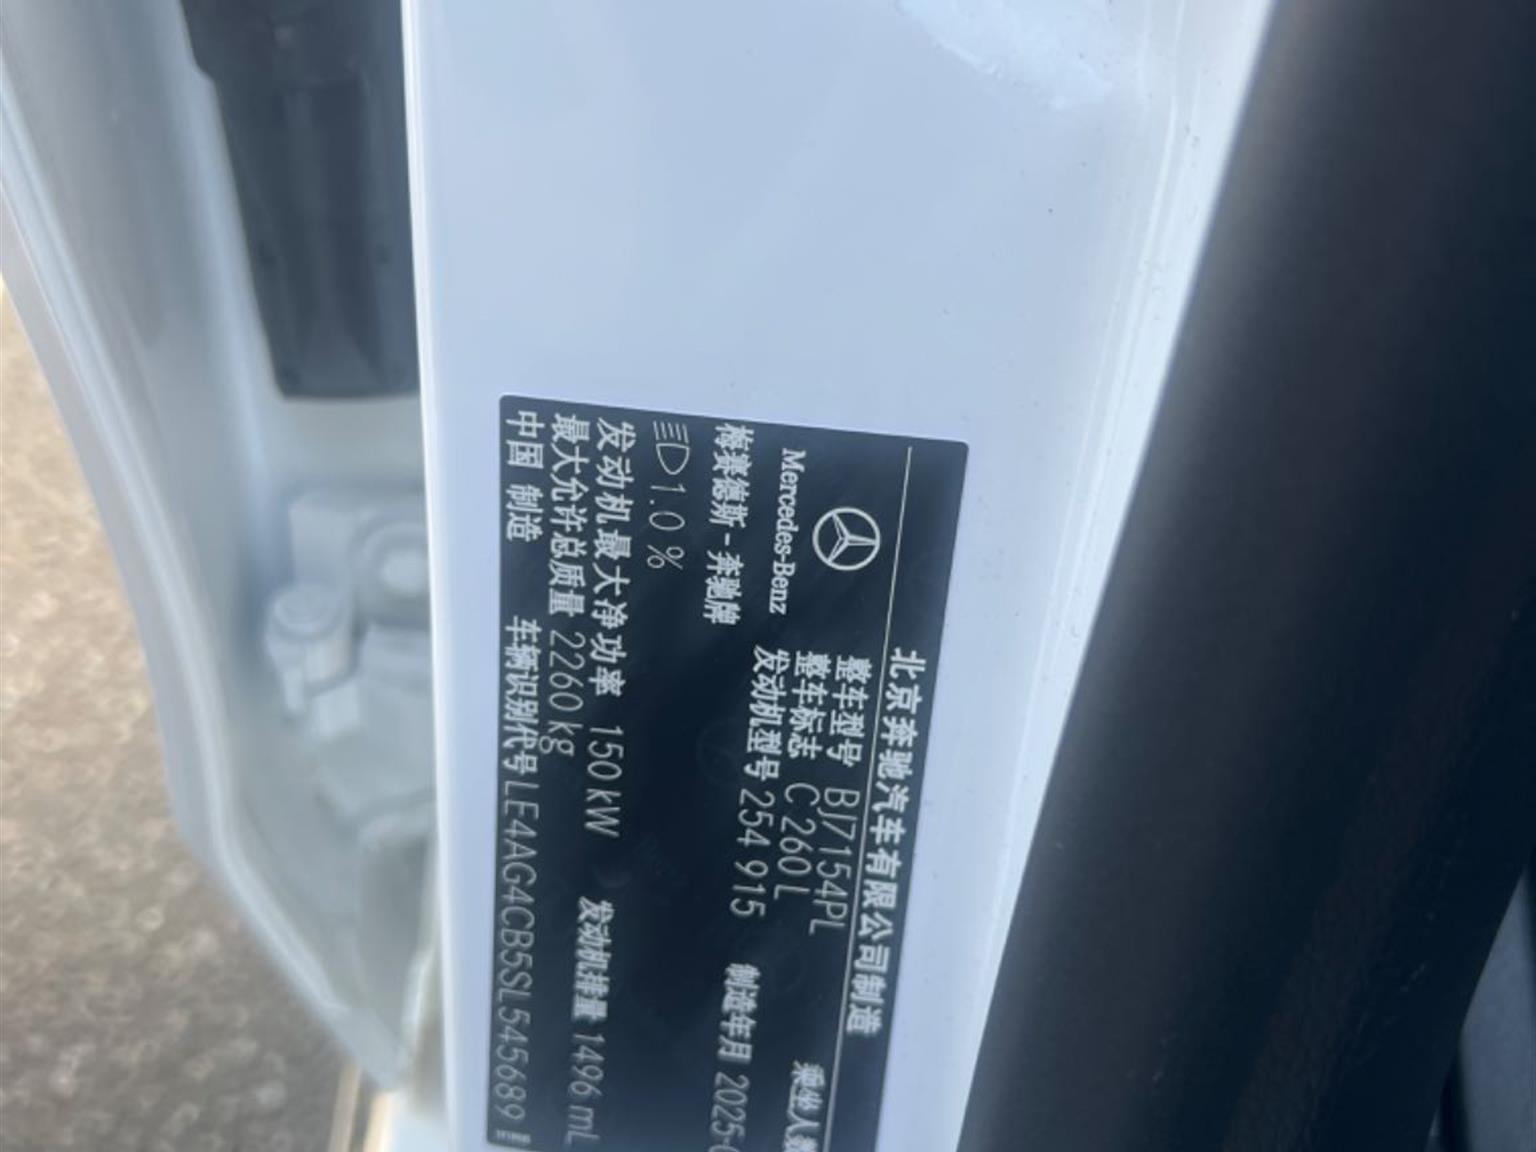 北京奔驰汽车有限公司制造
Mercedes-Benz
整车型号 BJ7154PL 乘坐人数
整车标志 C 260 L
梅赛德斯-奔驰牌 发动机型号 254 915 制造年月 2025-0
1.0 %
发动机最大净功率 150 kW 发动机排量 1496 mL
最大允许总质量 2260 kg
中国 制造 车辆识别代号 LE4AG4CB5SL545689